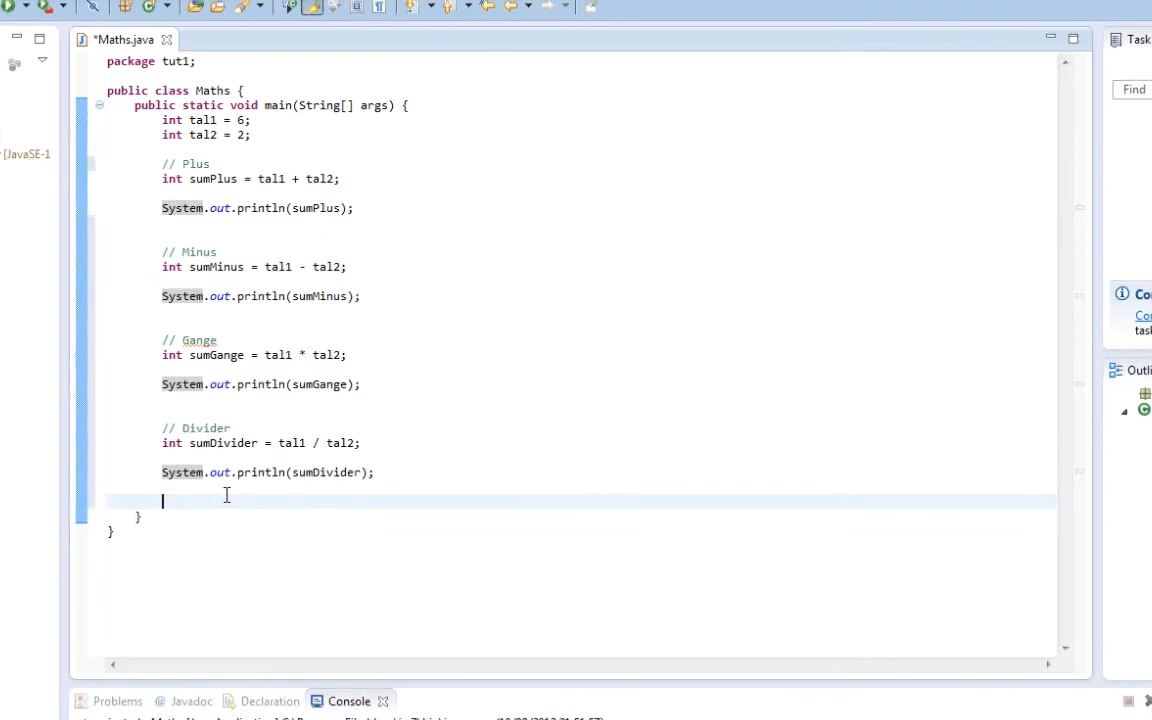 *Maths.java
Task
package tut1;
Find
public class Maths {
public static void main(String[] args) {
int tal1 = 6;
int tal2 = 2;
[JavaSE-1
// Plus
int sumPlus = tal1 + tal2;
System.out.println(sumPlus);
// Minus
int sumMinus = tal1 - tal2;
System.out.println(sumMinus);
// Gange
int sumGange = tal1 * tal2;
System.out.println(sumGange);
// Divider
int sumDivider = tal1 / tal2;
System.out.println(sumDivider);
}
}
Co
Co
task
Outli
Problems @ Javadoc Declaration Console